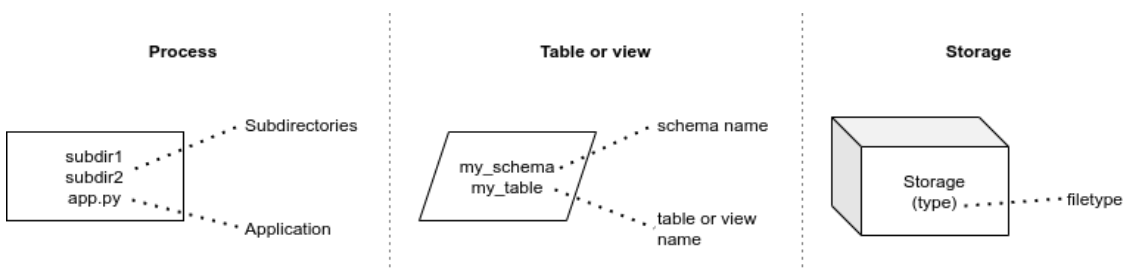 Process
Subdirectories
subdir1
subdir2
app.py
Application
Table or view
schema name
my_schema
my_table
table or view
name
Storage
Storage
(type)
filetype